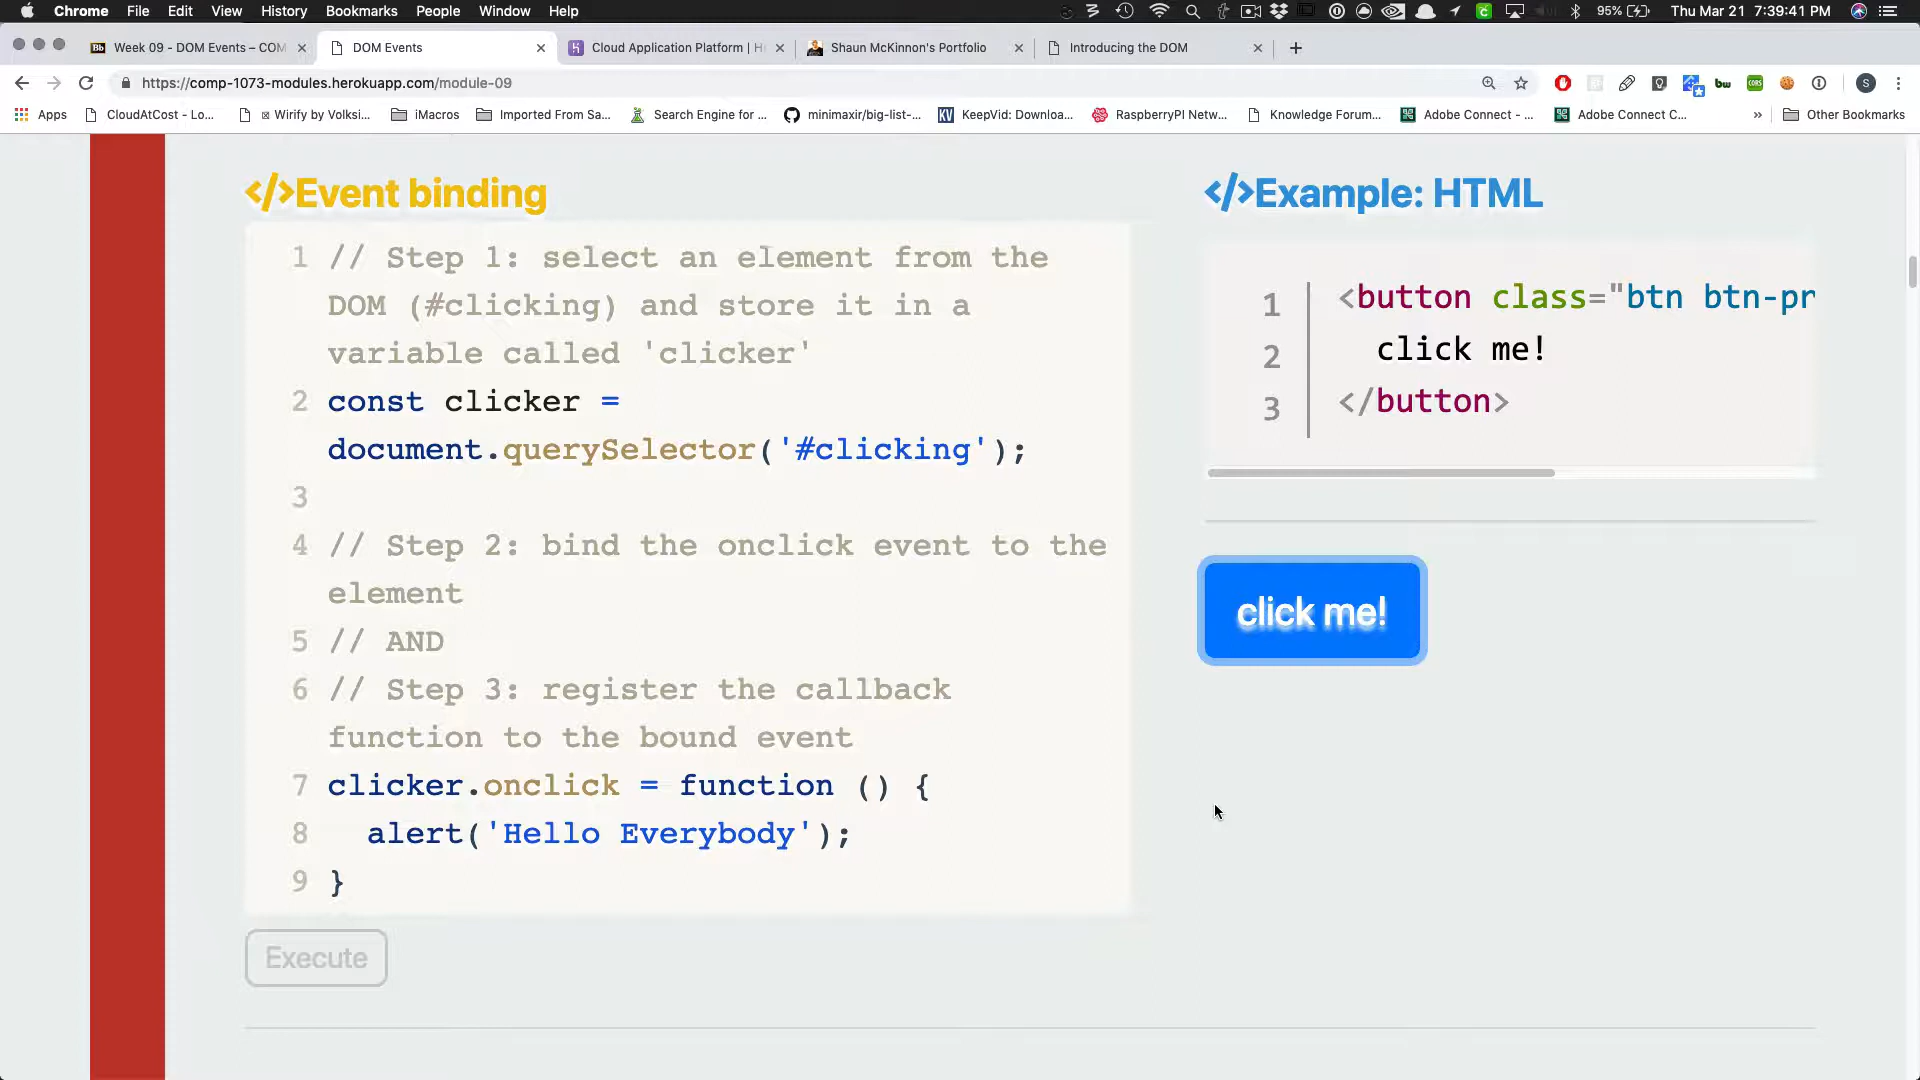 Chrome File Edit View History Bookmarks People Window Help
95% Thu Mar 21 7:39:41 PM
Week 09 - DOM Events – COM
DOM Events
Cloud Application Platform | H
Shaun McKinnon's Portfolio
Introducing the DOM
https://comp-1073-modules.herokuapp.com/module-09
Apps
CloudAtCost - Lo...
Wirify by Volksi...
iMacros
Imported From Sa...
Search Engine for ...
minimaxir/big-list-...
KeepVid: Downloa...
RaspberryPI Netw...
Knowledge Forum...
Adobe Connect - ...
Adobe Connect C...
»
Other Bookmarks
</>Event binding
1 // Step 1: select an element from the
DOM (#clicking) and store it in a
variable called 'clicker'
2 const clicker =
document.querySelector('#clicking');
3
4 // Step 2: bind the onclick event to the
element
5 // AND
6 // Step 3: register the callback
function to the bound event
7 clicker.onclick = function () {
8 alert('Hello Everybody');
9 }
Execute
</>Example: HTML
1 <button class="btn btn-pr
2 click me!
3 </button>
click me!